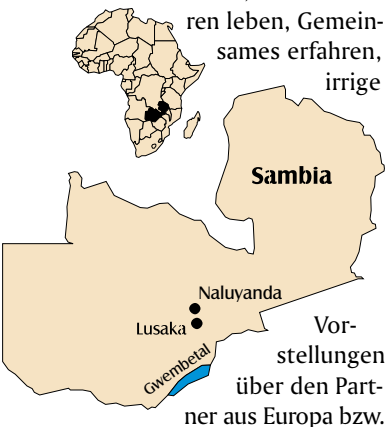 ren leben, Gemein-
sames erfahren,
irrige
Sambia
Naluyanda
Lusaka
Gwembetal
Vor-
stellungen
über den Part-
ner aus Europa bzw.